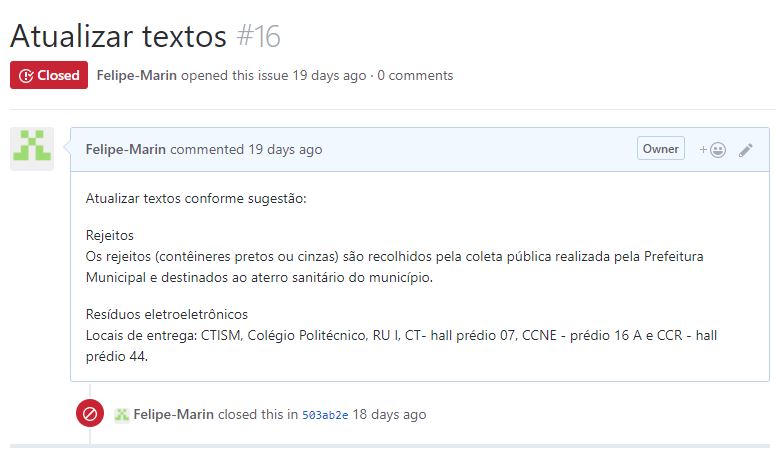 Atualizar textos #16
Closed Felipe-Marin opened this issue 19 days ago · 0 comments
Felipe-Marin commented 19 days ago Owner
Atualizar textos conforme sugestão:
Rejeitos
Os rejeitos (contêineres pretos ou cinzas) são recolhidos pela coleta pública realizada pela Prefeitura
Municipal e destinados ao aterro sanitário do município.
Resíduos eletroeletrônicos
Locais de entrega: CTISM, Colégio Politécnico, RU I, CT- hall prédio 07, CCNE - prédio 16 A e CCR - hall
prédio 44.
Felipe-Marin closed this in 503ab2e 18 days ago